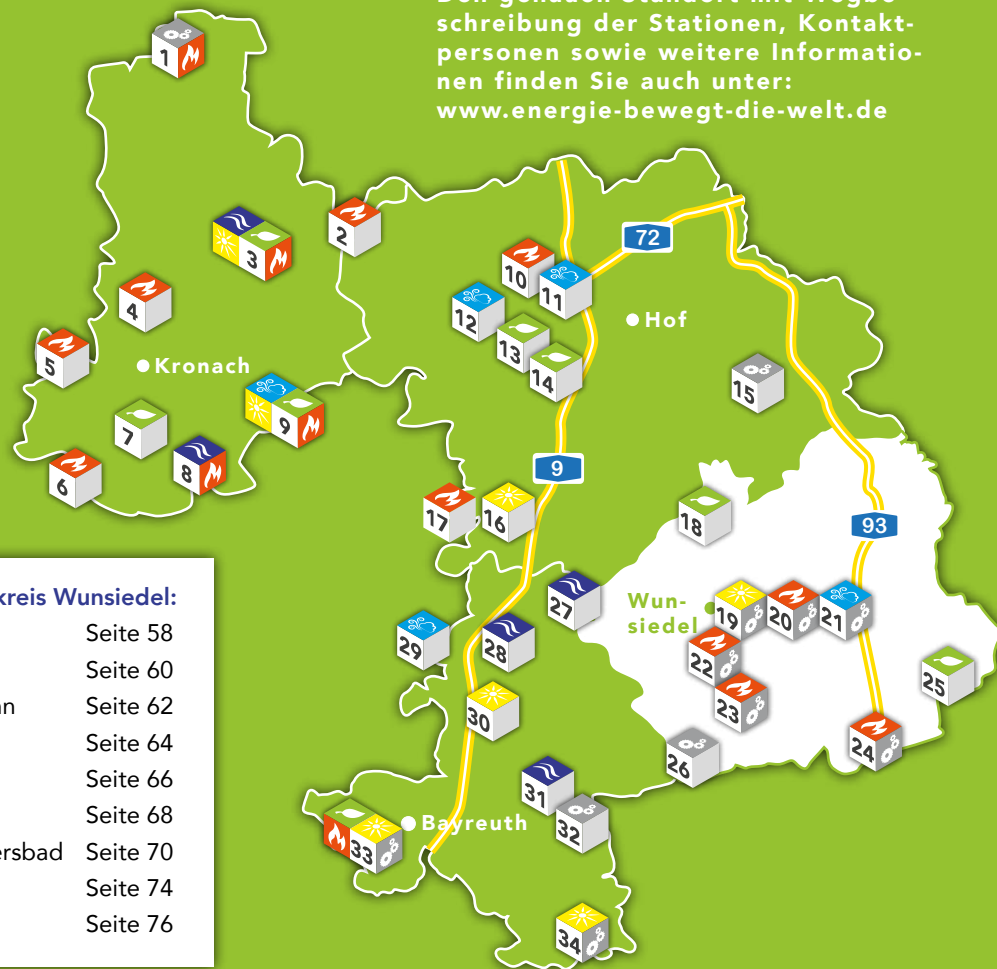 schreibung der Stationen, Kontakt-
personen sowie weitere Informatio-
nen finden Sie auch unter:
www.energie-bewegt-die-welt.de
1
2
3
72
10
11
4
12
Hof
13
5
Kronach
14
15
9
7
9
6
8
17
16
18
93
kreis Wunsiedel:
Seite 58
Seite 60
Seite 62
Seite 64
Seite 66
Seite 68
ersbad Seite 70
Seite 74
Seite 76
27
Wun-
siedel
19
20
21
29
28
22
25
23
30
24
26
31
32
Bayreuth
33
34